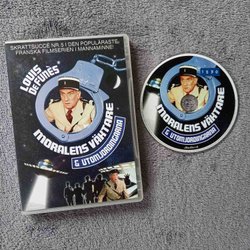 SKRATTSUCCÉ NR 5 I DEN POPULÄRASTE
FRANSKA FILMSERIEN I MANNAMINNE!
LOUIS
DE FUNÈS
MORALENS VÄKTARE
& UTOMJORDINGARNA
MORALENS VÄKTARE
& UTOMJORDINGARNA